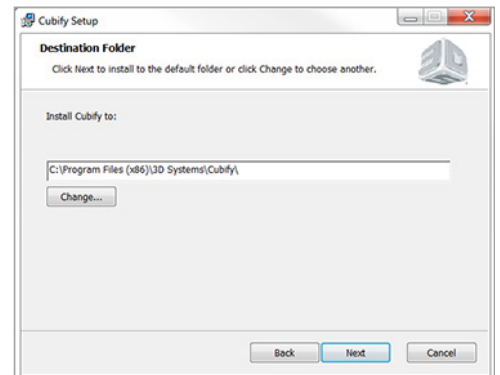 Cubify Setup
Destination Folder
Click Next to install to the default folder or click Change to choose another.
Install Cubify to:
C:\Program Files (x86)\3D Systems\Cubify\
Change...
Back Next Cancel